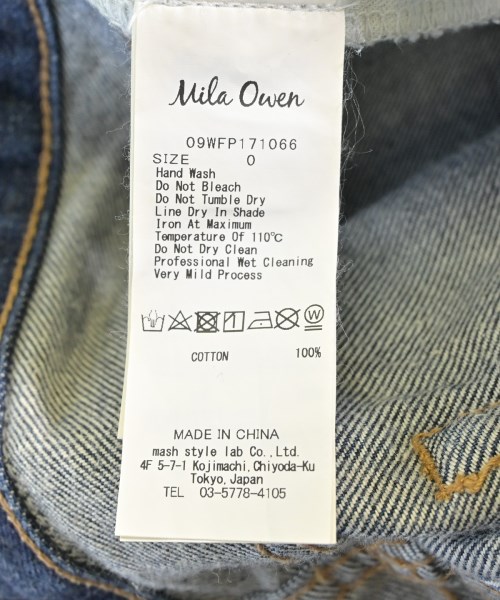 Mila Owen
09WFP171066
SIZE 0
Hand Wash
Do Not Bleach
Do Not Tumble Dry
Line Dry In Shade
Iron At Maximum
Temperature Of 110℃
Do Not Dry Clean
Professional Wet Cleaning
Very Mild Process
W
COTTON 100%
MADE IN CHINA
mash style lab Co.,Ltd.
4F 5-7-1 Kojimachi,Chiyoda-Ku
Tokyo,Japan
TEL 03-5778-4105